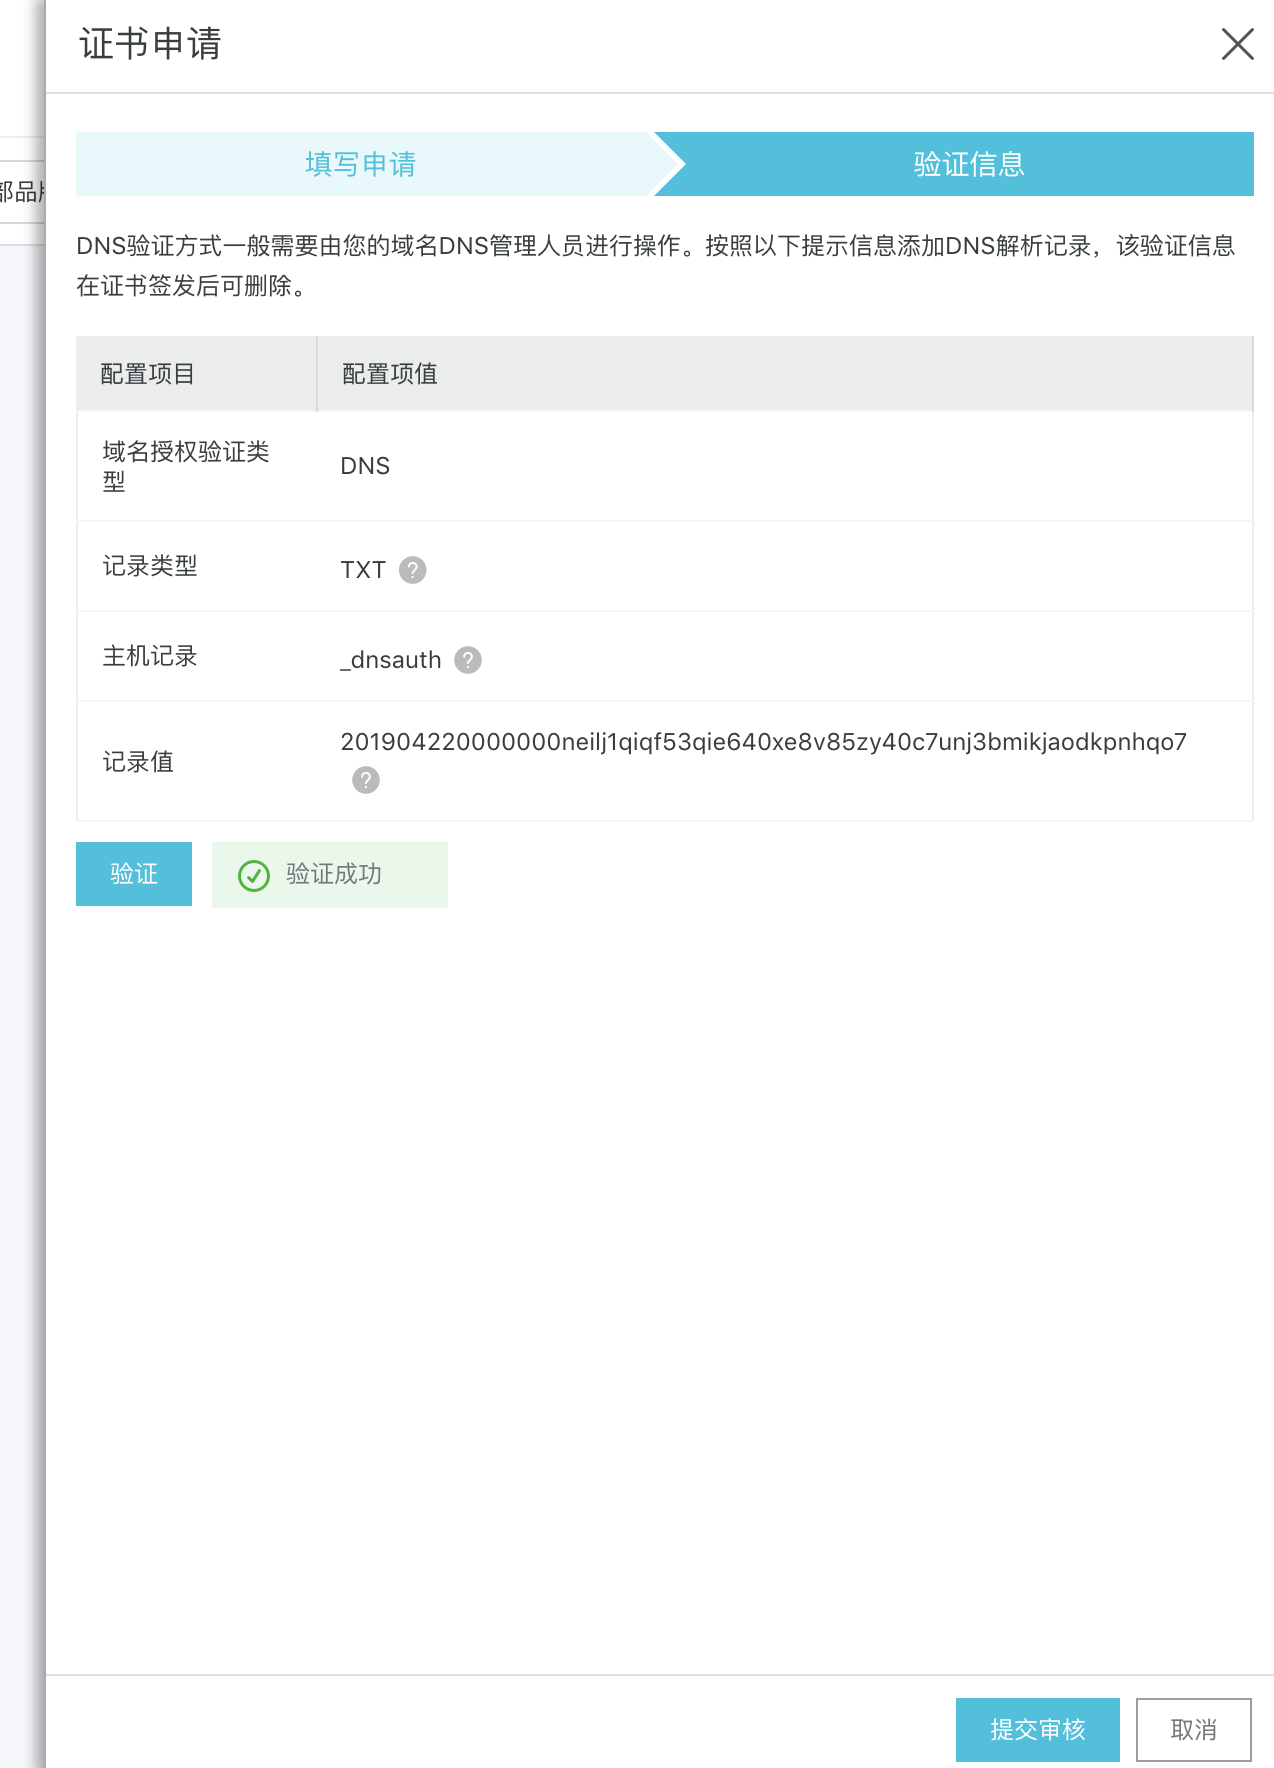 证书申请
填写申请
验证信息
部品牌
DNS验证方式一般需要由您的域名DNS管理人员进行操作。按照以下提示信息添加DNS解析记录，该验证信息
在证书签发后可删除。
配置项目
配置项值
域名授权验证类
型
DNS
记录类型
TXT ?
主机记录
_dnsauth ?
记录值
201904220000000neilj1qiqf53qie640xe8v85zy40c7unj3bmikjaodkpnhqo7
?
验证
验证成功
提交审核
取消